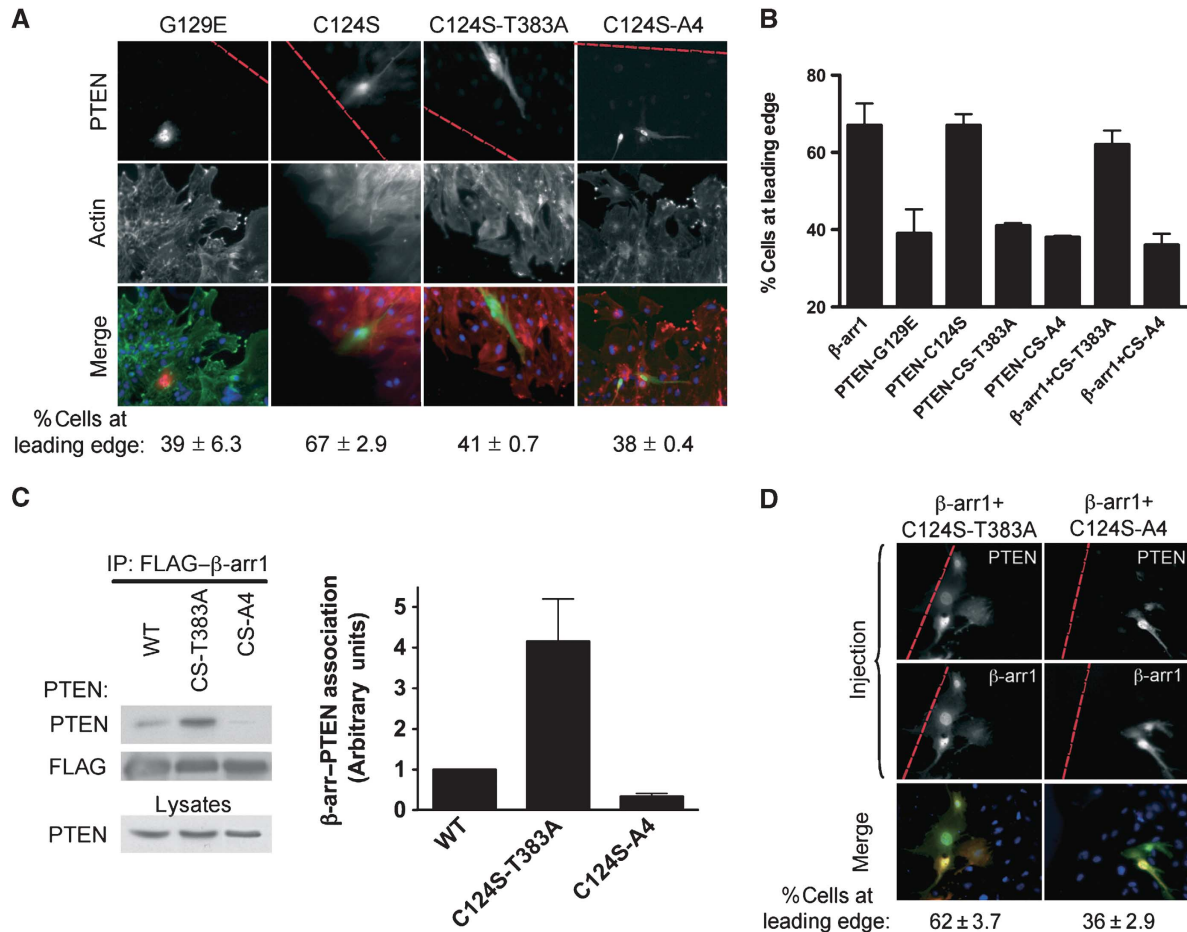 A
G129E C124S C124S-T383A C124S-A4
PTEN
Actin
Merge
% Cells at
leading edge: 39 ± 6.3 67 ± 2.9 41 ± 0.7 38 ± 0.4
B
% Cells at leading edge
80
60
40
20
β-arr1
PTEN-G129E
PTEN-C124S
PTEN-CS-T383A
PTEN-CS-A4
β-arr1+CS-T383A
β-arr1+CS-A4
C
IP: FLAG–β-arr1
PTEN:
WT
CS-T383A
CS-A4
PTEN
FLAG
Lysates
PTEN
β-arr–PTEN association
(Arbitrary units)
5
4
3
2
1
0
WT
C124S-T383A
C124S-A4
D
β-arr1+
C124S-T383A
β-arr1+
C124S-A4
Injection
PTEN PTEN
β-arr1 β-arr1
Merge
% Cells at
leading edge: 62 ± 3.7 36 ± 2.9